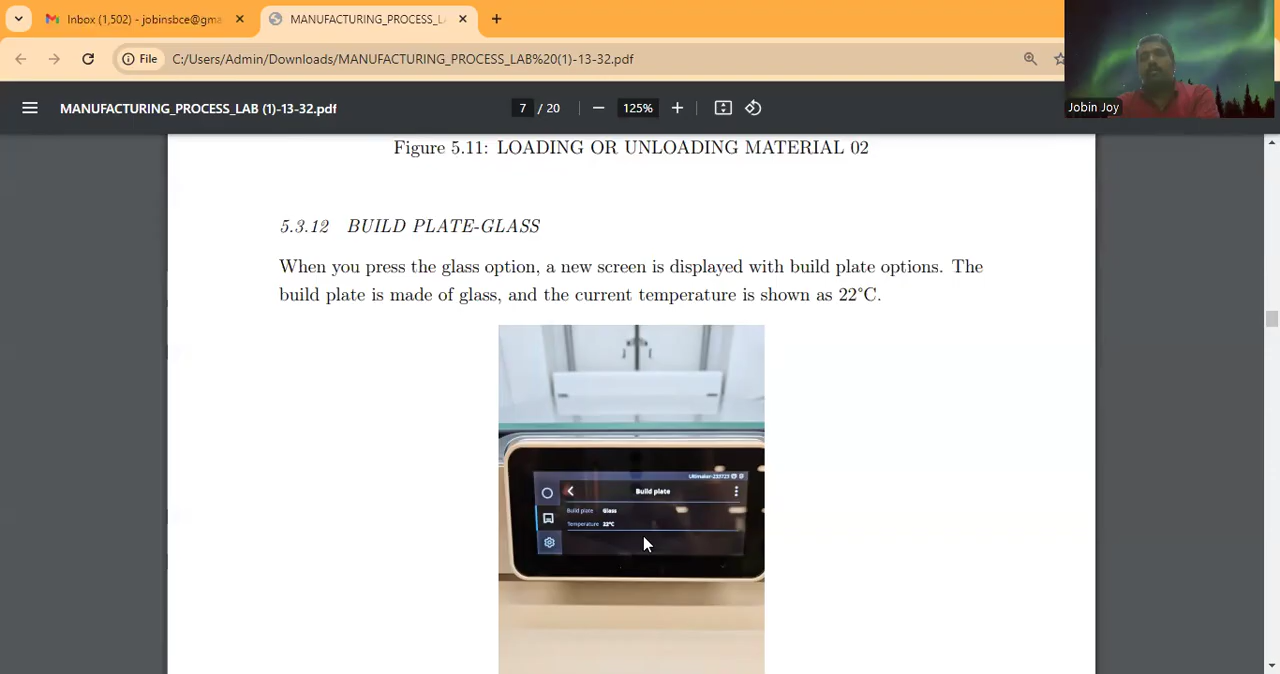 Inbox (1,502) - jobinsbce@gma
MANUFACTURING_PROCESS_L
File
C:/Users/Admin/Downloads/MANUFACTURING_PROCESS_LAB%20(1)-13-32.pdf
MANUFACTURING_PROCESS_LAB (1)-13-32.pdf
7 / 20
125%
Jobin Joy
Figure 5.11: LOADING OR UNLOADING MATERIAL 02
5.3.12 BUILD PLATE-GLASS
When you press the glass option, a new screen is displayed with build plate options. The
build plate is made of glass, and the current temperature is shown as 22°C.
Build plate
Build plate Glass
Temperature 22°C